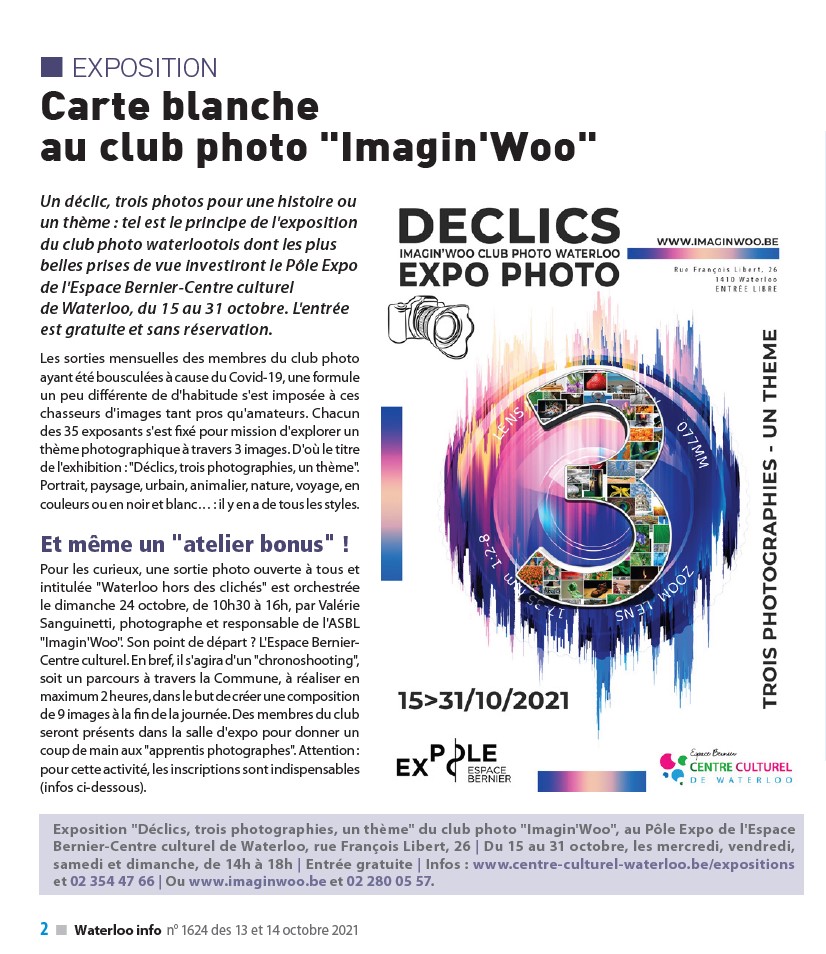 EXPOSITION
Carte blanche
au club photo "Imagin'Woo"
Un déclic, trois photos pour une histoire ou
un thème : tel est le principe de l'exposition
du club photo waterlootois dont les plus
belles prises de vue investiront le Pôle Expo
de l'Espace Bernier-Centre culturel
de Waterloo, du 15 au 31 octobre. L'entrée
est gratuite et sans réservation.
Les sorties mensuelles des membres du club photo
ayant été bousculées à cause du Covid-19, une formule
un peu différente de d'habitude s'est imposée à ces
chasseurs d'images tant pros qu'amateurs. Chacun
des 35 exposants s'est fixé pour mission d'explorer un
thème photographique à travers 3 images. D'où le titre
de l'exhibition : "Déclics, trois photographies, un thème".
Portrait, paysage, urbain, animalier, nature, voyage, en
couleurs ou en noir et blanc… : il y en a de tous les styles.
Et même un "atelier bonus" !
Pour les curieux, une sortie photo ouverte à tous et
intitulée "Waterloo hors des clichés" est orchestrée
le dimanche 24 octobre, de 10h30 à 16h, par Valérie
Sanguinetti, photographe et responsable de l'ASBL
"Imagin'Woo". Son point de départ ? L'Espace Bernier-
Centre culturel. En bref, il s'agira d'un "chronoshooting",
soit un parcours à travers la Commune, à réaliser en
maximum 2 heures, dans le but de créer une composition
de 9 images à la fin de la journée. Des membres du club
seront présents dans la salle d'expo pour donner un
coup de main aux "apprentis photographes". Attention :
pour cette activité, les inscriptions sont indispensables
(infos ci-dessous).
DECLICS
IMAGIN'WOO CLUB PHOTO WATERLOO
EXPO PHOTO
WWW.IMAGINWOO.BE
Rue François Libert, 26
1410 Waterloo
ENTRÉE LIBRE
LENS
077MM
3
1:2-8
ZOOM LENS
TROIS PHOTOGRAPHIES - UN THEME
15>31/10/2021
EXPOLE
ESPACE
BERNIER
Espace Bernier
CENTRE CULTUREL
DE WATERLOO
Exposition "Déclics, trois photographies, un thème" du club photo "Imagin'Woo", au Pôle Expo de l'Espace
Bernier-Centre culturel de Waterloo, rue François Libert, 26 | Du 15 au 31 octobre, les mercredi, vendredi,
samedi et dimanche, de 14h à 18h | Entrée gratuite | Infos : www.centre-culturel-waterloo.be/expositions
et 02 354 47 66 | Ou www.imaginwoo.be et 02 280 05 57.
2 Waterloo info n° 1624 des 13 et 14 octobre 2021